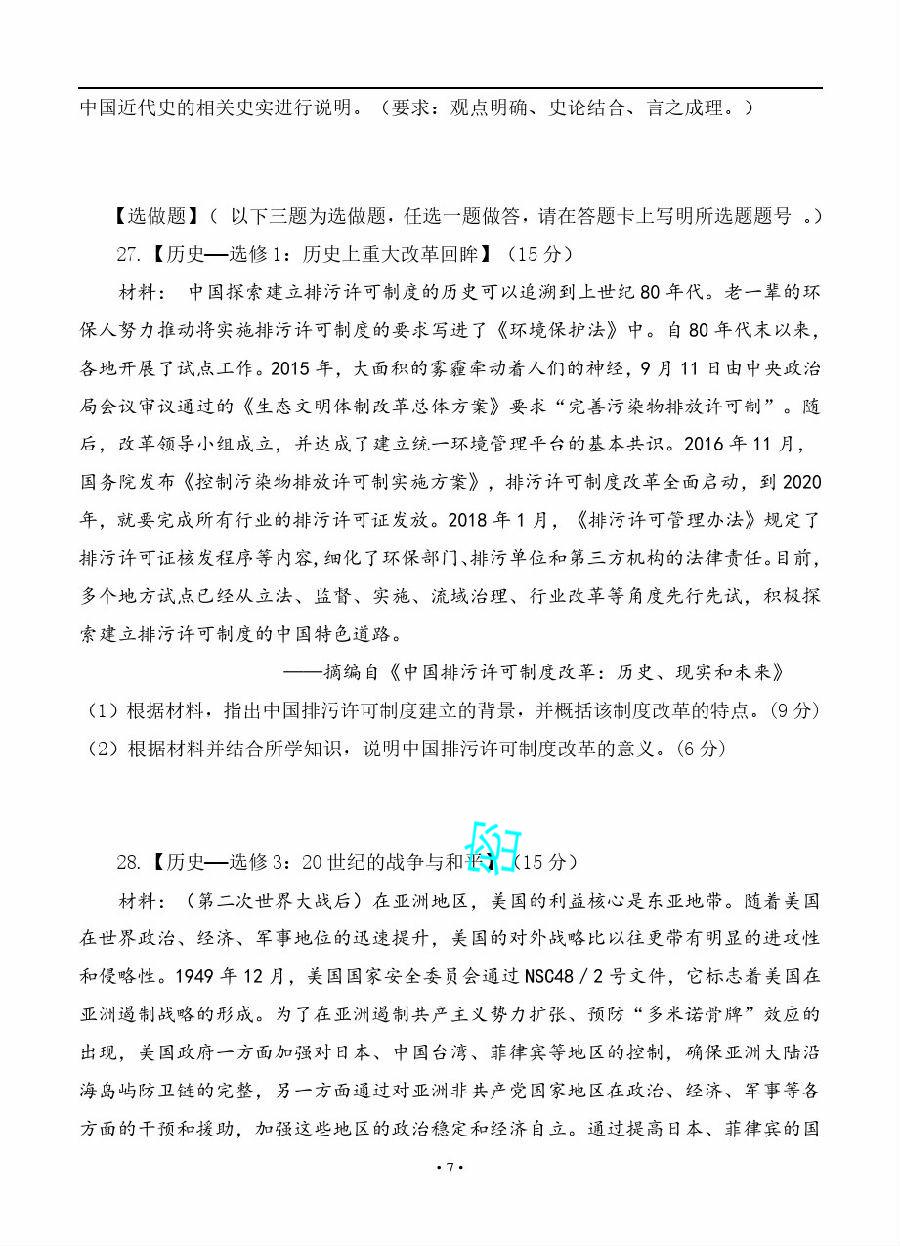 中国近代史的相关史实进行说明。（要求：观点明确、史论结合、言之成理。）
【选做题】（ 以下三题为选做题，任选一题做答，请在答题卡上写明所选题题号 。）
27.【历史——选修1：历史上重大改革回眸】（15分）
材料： 中国探索建立排污许可制度的历史可以追溯到上世纪80年代。老一辈的环
保人努力推动将实施排污许可制度的要求写进了《环境保护法》中。自80年代末以来，
各地开展了试点工作。2015年，大面积的雾霾牵动着人们的神经，9月11日由中央政治
局会议审议通过的《生态文明体制改革总体方案》要求“完善污染物排放许可制”。随
后，改革领导小组成立，并达成了建立统一环境管理平台的基本共识。2016年11月，
国务院发布《控制污染物排放许可制实施方案》，排污许可制度改革全面启动，到2020
年，就要完成所有行业的排污许可证发放。2018年1月，《排污许可管理办法》规定了
排污许可证核发程序等内容,细化了环保部门、排污单位和第三方机构的法律责任。目前，
多个地方试点已经从立法、监督、实施、流域治理、行业改革等角度先行先试，积极探
索建立排污许可制度的中国特色道路。
——摘编自《中国排污许可制度改革：历史、现实和未来》
（1）根据材料，指出中国排污许可制度建立的背景，并概括该制度改革的特点。(9分)
（2）根据材料并结合所学知识，说明中国排污许可制度改革的意义。(6分)
28.【历史——选修3：20世纪的战争与和平】（15分）
材料：（第二次世界大战后）在亚洲地区，美国的利益核心是东亚地带。随着美国
在世界政治、经济、军事地位的迅速提升，美国的对外战略比以往更带有明显的进攻性
和侵略性。1949年12月，美国国家安全委员会通过NSC48／2号文件，它标志着美国在
亚洲遏制战略的形成。为了在亚洲遏制共产主义势力扩张、预防“多米诺骨牌”效应的
出现，美国政府一方面加强对日本、中国台湾、菲律宾等地区的控制，确保亚洲大陆沿
海岛屿防卫链的完整，另一方面通过对亚洲非共产党国家地区在政治、经济、军事等各
方面的干预和援助，加强这些地区的政治稳定和经济自立。通过提高日本、菲律宾的国
•7•